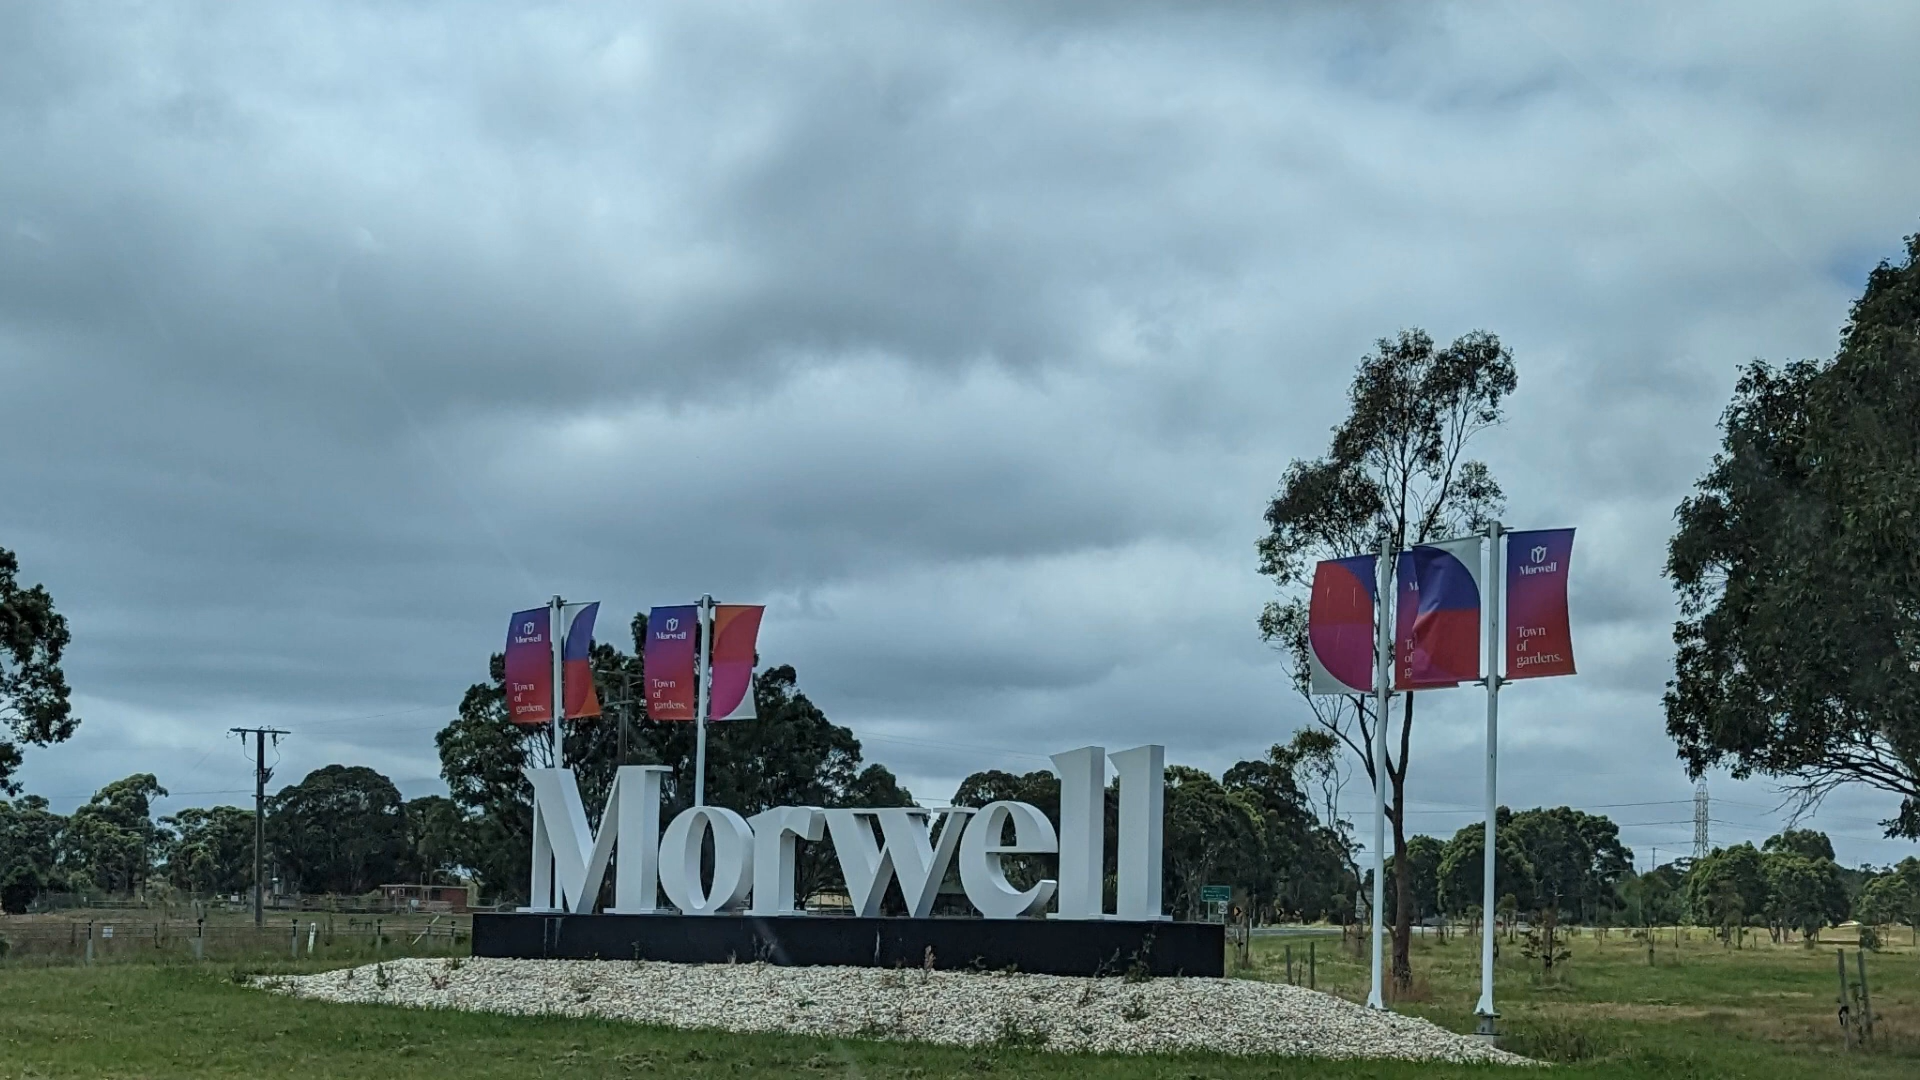 Morwell
Town
of
gardens.
Morwell
Town
of
gardens.
Morwell
Town
of
gardens.
Morwell